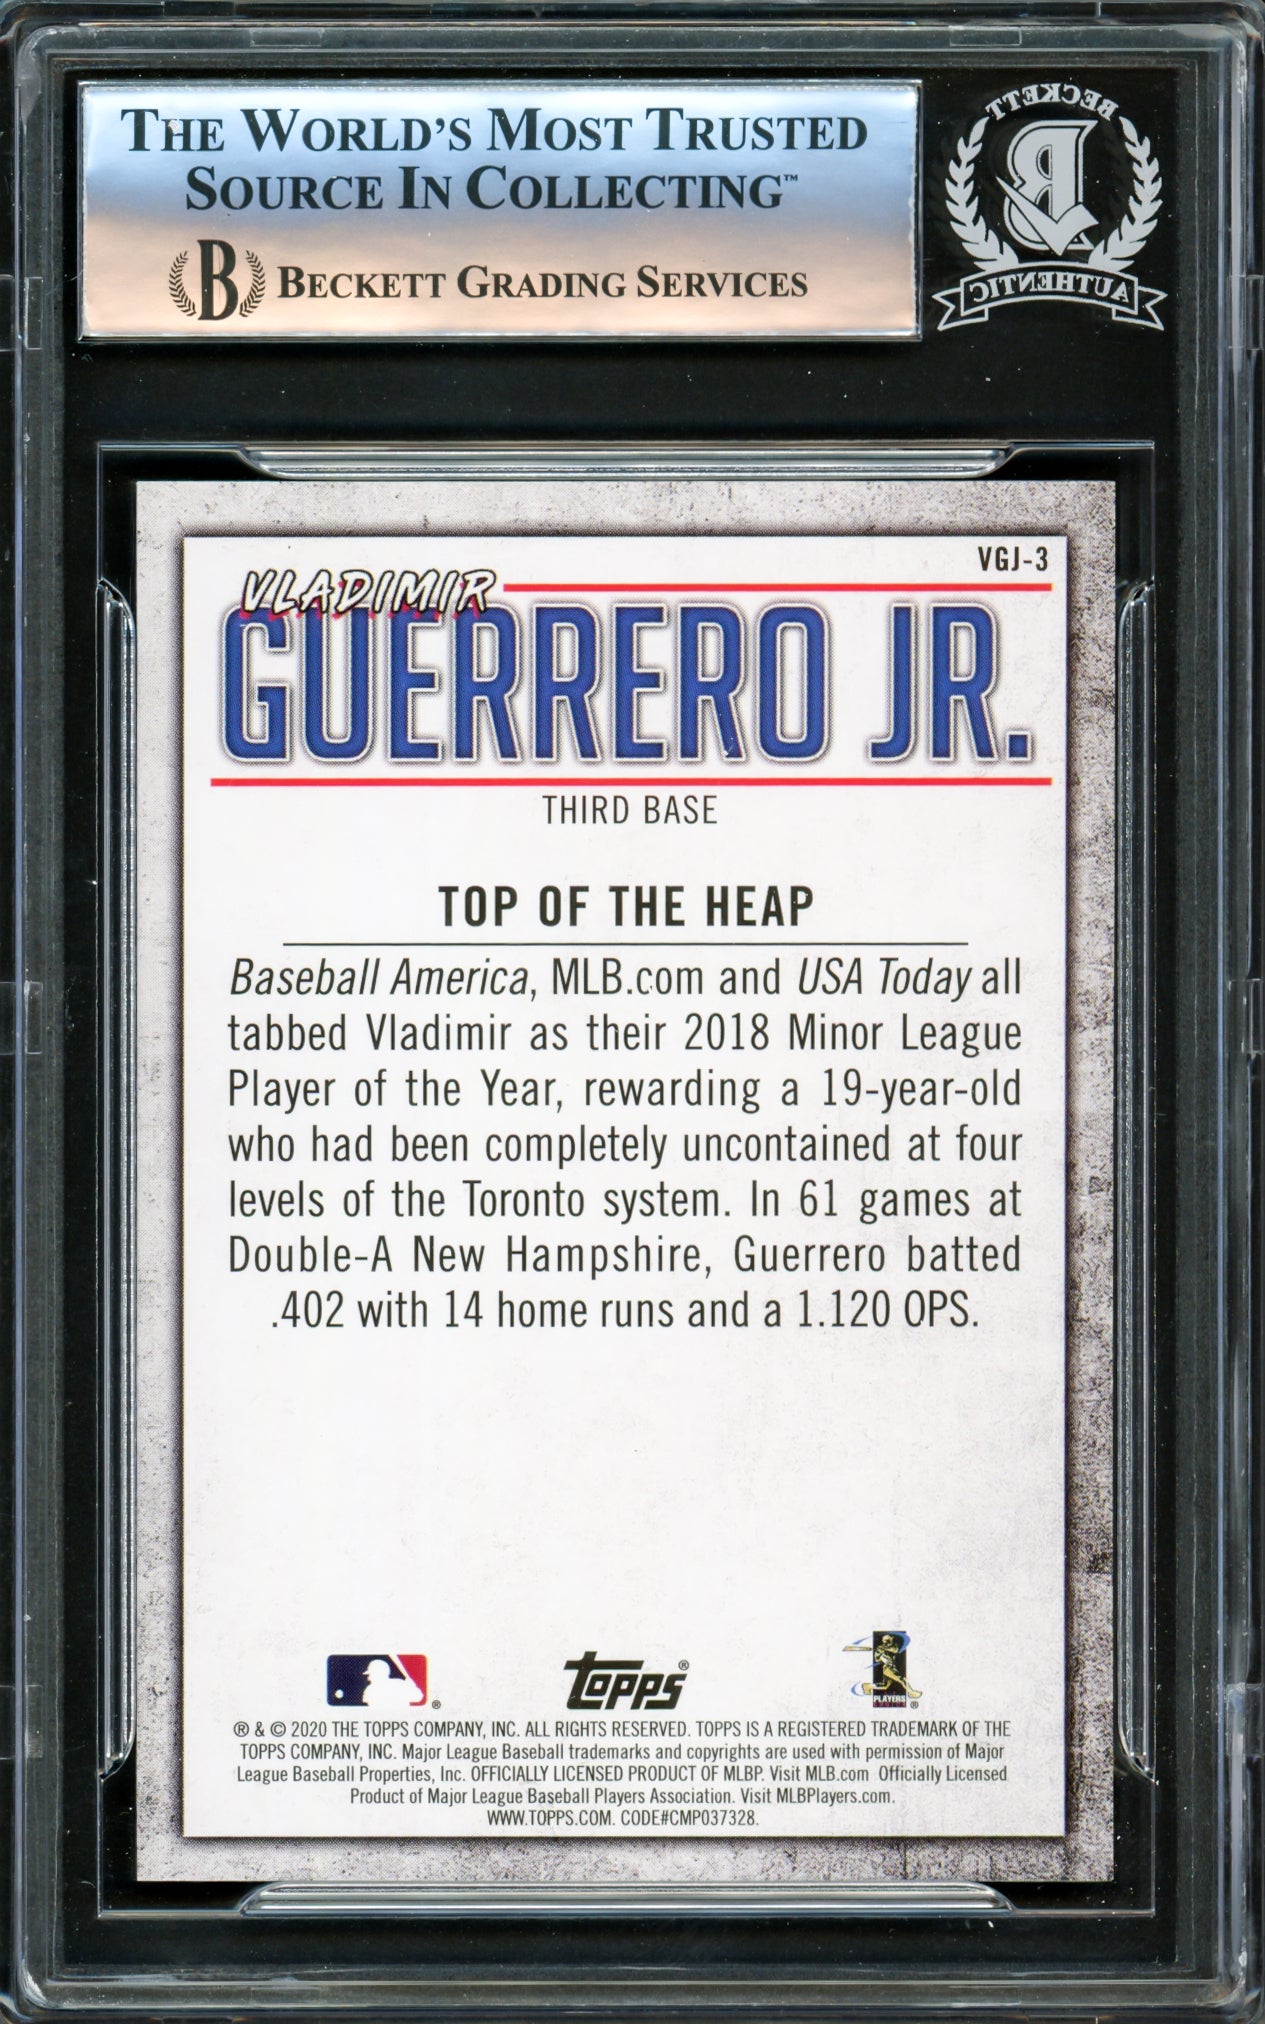 THE WORLD'S MOST TRUSTED
SOURCE IN COLLECTING™
B BECKETT GRADING SERVICES
BECKETT
B
AUTHENTIC
VGJ-3
VLADIMIR
GUERRERO JR.
THIRD BASE
TOP OF THE HEAP
Baseball America, MLB.com and USA Today all
tabbed Vladimir as their 2018 Minor League
Player of the Year, rewarding a 19-year-old
who had been completely uncontained at four
levels of the Toronto system. In 61 games at
Double-A New Hampshire, Guerrero batted
.402 with 14 home runs and a 1.120 OPS.
®
TOPPS®
PLAYERS
®
® & © 2020 THE TOPPS COMPANY, INC. ALL RIGHTS RESERVED. TOPPS IS A REGISTERED TRADEMARK OF THE
TOPPS COMPANY, INC. Major League Baseball trademarks and copyrights are used with permission of Major
League Baseball Properties, Inc. OFFICIALLY LICENSED PRODUCT OF MLBP. Visit MLB.com Officially Licensed
Product of Major League Baseball Players Association. Visit MLBPlayers.com.
WWW.TOPPS.COM. CODE#CMP037328.